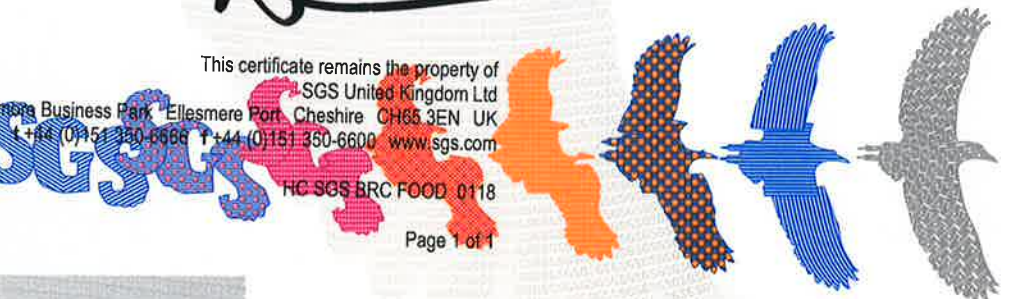 This certificate remains the property of
SGS United Kingdom Ltd
Business Park Ellesmere Port Cheshire CH65 3EN UK
t +44 (0)151 350-6666 f +44 (0)151 350-6600 www.sgs.com
SGS SGS
HC SGS BRC FOOD 0118
Page 1 of 1